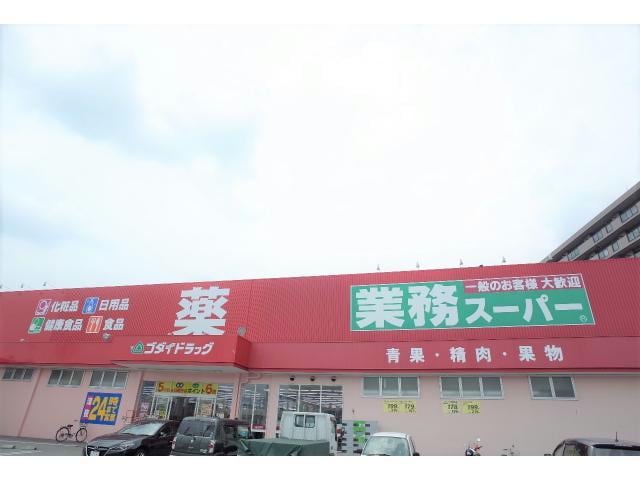 化粧品 日用品
健康食品 食品
薬
ゴダイドラッグ
一般のお客様 大歓迎
業務スーパー
青果・精肉・果物
24